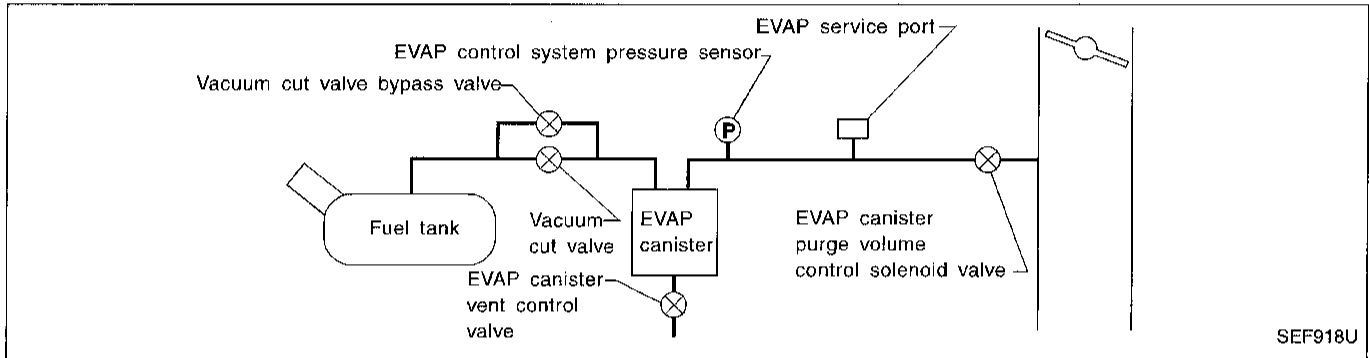 EVAP service port
EVAP control system pressure sensor
Vacuum cut valve bypass valve
P
Fuel tank
Vacuum
cut valve
EVAP
canister
EVAP canister
purge volume
control solenoid valve
EVAP canister
vent control
valve
SEF918U